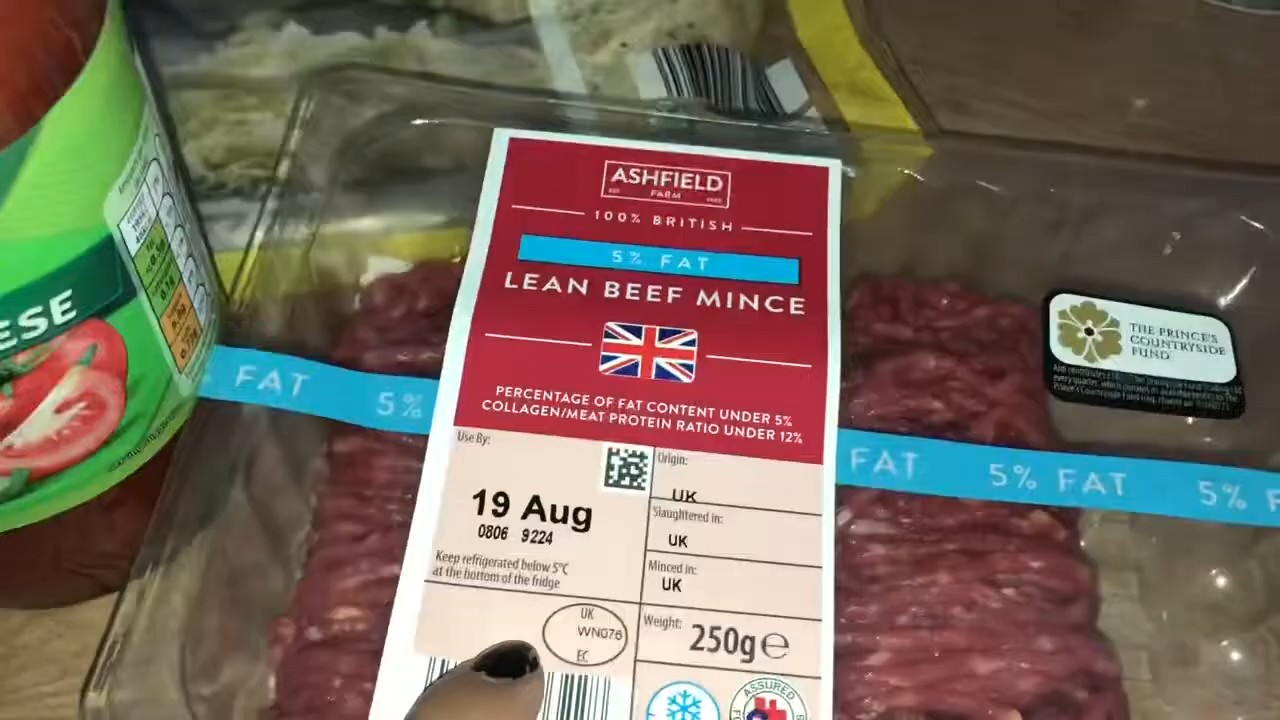 ASHFIELD
FARM
100% BRITISH
5% FAT
LEAN BEEF MINCE
PERCENTAGE OF FAT CONTENT UNDER 5%
COLLAGEN/MEAT PROTEIN RATIO UNDER 12%
Use By:
19 Aug
0806 9224
Keep refrigerated below 5°C
at the bottom of the fridge
UK
WN076
EC
Origin:
UK
Slaughtered in:
UK
Minced in:
UK
Weight:
250g e
ASSURED
FAT 5%
FAT 5% FAT 5% F
THE PRINCE'S
COUNTRYSIDE
FUND
ESE